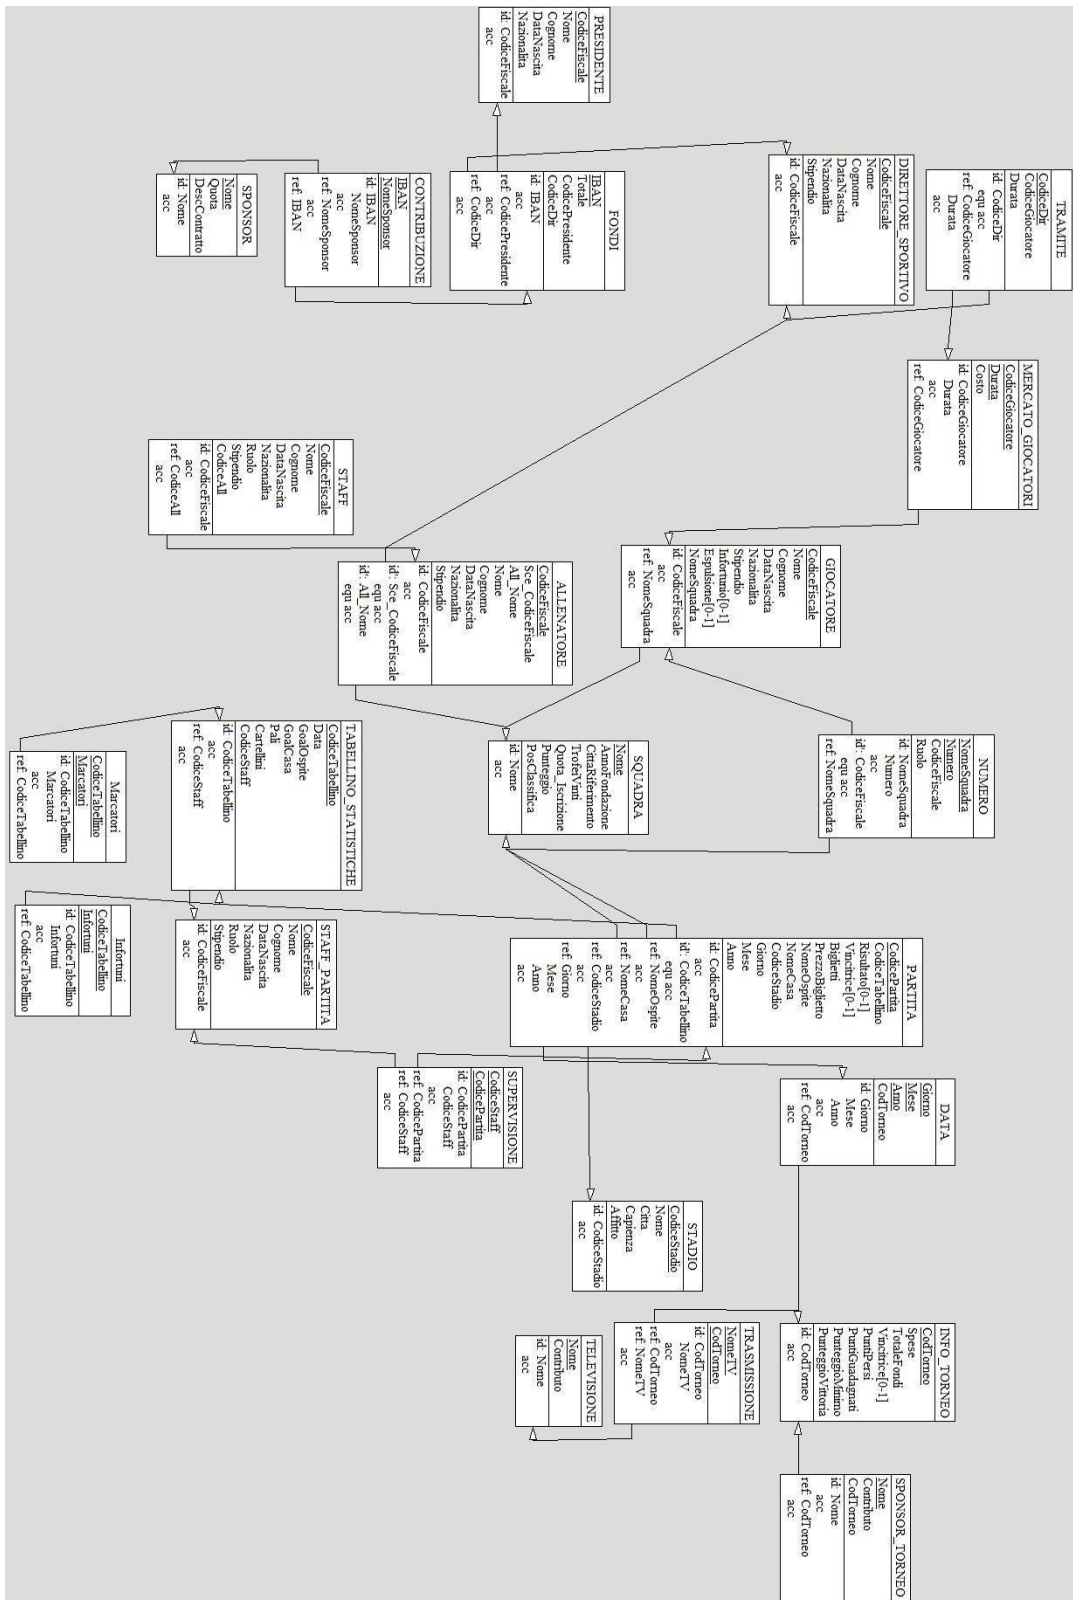 TRAMITE
CodiceDir
CodiceGiocatore
Durata
id: CodiceDir
equ acc
ref: CodiceGiocatore
Durata
acc
MERCATO_GIOCATORI
CodiceGiocatore
Durata
Costo
id: CodiceGiocatore
Durata
acc
ref: CodiceGiocatore
NUMERO
NomeSquadra
Numero
CodiceFiscale
Ruolo
id: NomeSquadra
Numero
acc
id': CodiceFiscale
equ acc
ref: NomeSquadra
DATA
Giorno
Mese
Anno
CodTorneo
id: Giorno
Mese
Anno
acc
ref: CodTorneo
acc
INFO_TORNEO
CodTorneo
Spese
TotaleFondi
Vincitrice[0-1]
PuntiPersi
PuntiGuadagnati
PunteggioMinimo
PunteggioVittoria
id: CodTorneo
acc
SPONSOR_TORNEO
Nome
Contributo
CodTorneo
id: Nome
acc
ref: CodTorneo
acc
DIRETTORE_SPORTIVO
CodiceFiscale
Nome
Cognome
DataNascita
Nazionalita
Stipendio
id: CodiceFiscale
acc
GIOCATORE
CodiceFiscale
Nome
Cognome
DataNascita
Nazionalita
Stipendio
Infortunio[0-1]
Espulsione[0-1]
NomeSquadra
id: CodiceFiscale
acc
ref: NomeSquadra
acc
PARTITA
CodicePartita
CodiceTabellino
Risultato[0-1]
Vincitrice[0-1]
Biglietti
PrezzoBiglietto
NomeOspite
NomeCasa
CodiceStadio
Giorno
Mese
Anno
id: CodicePartita
acc
id': CodiceTabellino
equ acc
ref: NomeOspite
acc
ref: NomeCasa
acc
ref: CodiceStadio
acc
ref: Giorno
Mese
Anno
acc
TRASMISSIONE
NomeTV
CodTorneo
id: CodTorneo
NomeTV
acc
ref: CodTorneo
ref: NomeTV
acc
STADIO
CodiceStadio
Nome
Citta
Capienza
Affitto
id: CodiceStadio
acc
PRESIDENTE
CodiceFiscale
Nome
Cognome
DataNascita
Nazionalita
id: CodiceFiscale
acc
FONDI
IBAN
Totale
CodicePresidente
CodiceDir
id: IBAN
acc
ref: CodicePresidente
acc
ref: CodiceDir
acc
SQUADRA
Nome
AnnoFondazione
CittaRiferimento
TrofeiVinti
Quota_Iscrizione
Punteggio
PosClassifica
id: Nome
acc
TELEVISIONE
Nome
Contributo
id: Nome
acc
ALLENATORE
CodiceFiscale
Sce_CodiceFiscale
All_Nome
Nome
Cognome
DataNascita
Nazionalita
Stipendio
id: CodiceFiscale
acc
id': Sce_CodiceFiscale
equ acc
id': All_Nome
equ acc
SUPERVISIONE
CodiceStaff
CodicePartita
id: CodicePartita
CodiceStaff
acc
ref: CodicePartita
ref: CodiceStaff
acc
CONTRIBUZIONE
IBAN
NomeSponsor
id: IBAN
NomeSponsor
acc
ref: NomeSponsor
acc
ref: IBAN
STAFF
CodiceFiscale
Nome
Cognome
DataNascita
Nazionalita
Ruolo
Stipendio
CodiceAll
id: CodiceFiscale
acc
ref: CodiceAll
acc
TABELLINO_STATISTICHE
CodiceTabellino
Data
GoalOspite
GoalCasa
Pali
Cartellini
CodiceStaff
id: CodiceTabellino
acc
ref: CodiceStaff
acc
STAFF_PARTITA
CodiceFiscale
Nome
Cognome
DataNascita
Nazionalita
Ruolo
Stipendio
id: CodiceFiscale
acc
SPONSOR
Nome
Quota
DescContratto
id: Nome
acc
Marcatori
CodiceTabellino
Marcatori
id: CodiceTabellino
Marcatori
acc
ref: CodiceTabellino
Infortuni
CodiceTabellino
Infortuni
id: CodiceTabellino
Infortuni
acc
ref: CodiceTabellino